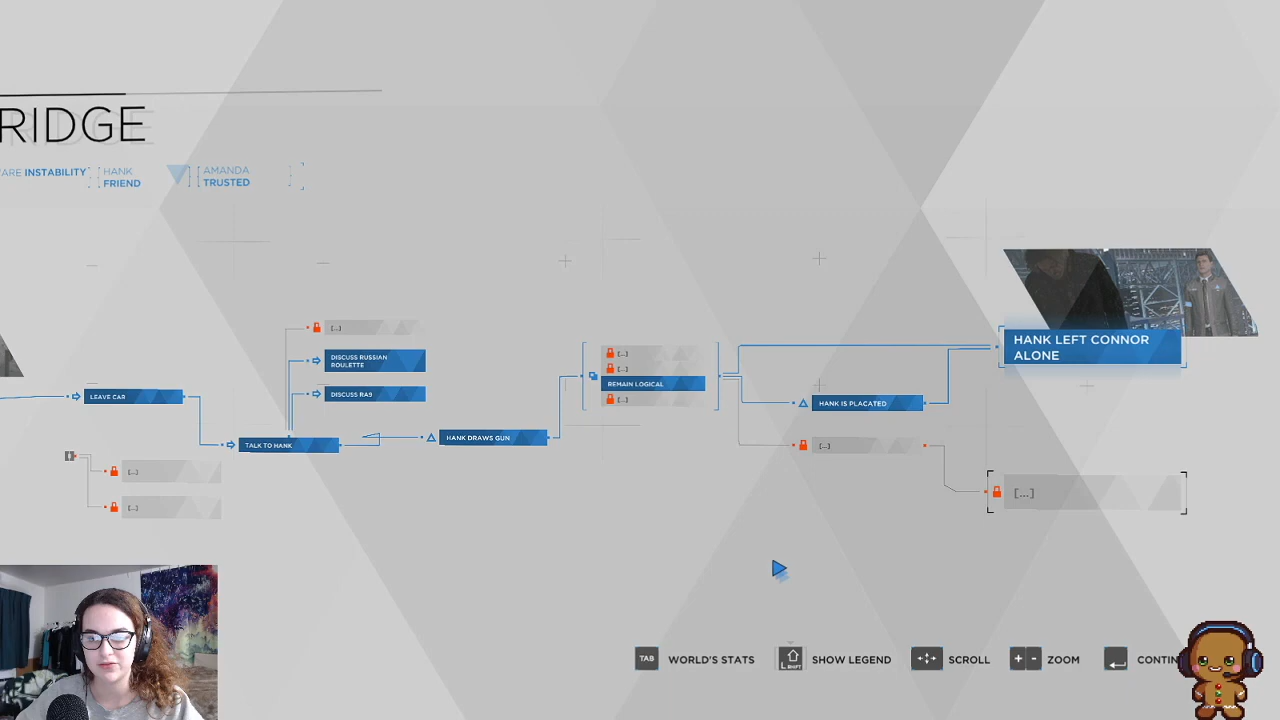 RIDGE
ARE INSTABILITY
HANK
FRIEND
AMANDA
TRUSTED
[...]
DISCUSS RUSSIAN
ROULETTE
DISCUSS RA9
LEAVE CAR
TALK TO HANK
HANK DRAWS GUN
[...]
[...]
[...]
[...]
REMAIN LOGICAL
[...]
HANK LEFT CONNOR
ALONE
HANK IS PLACATED
[...]
[...]
TAB WORLD'S STATS
L SHIFT SHOW LEGEND
SCROLL
+ - ZOOM
CONTIN